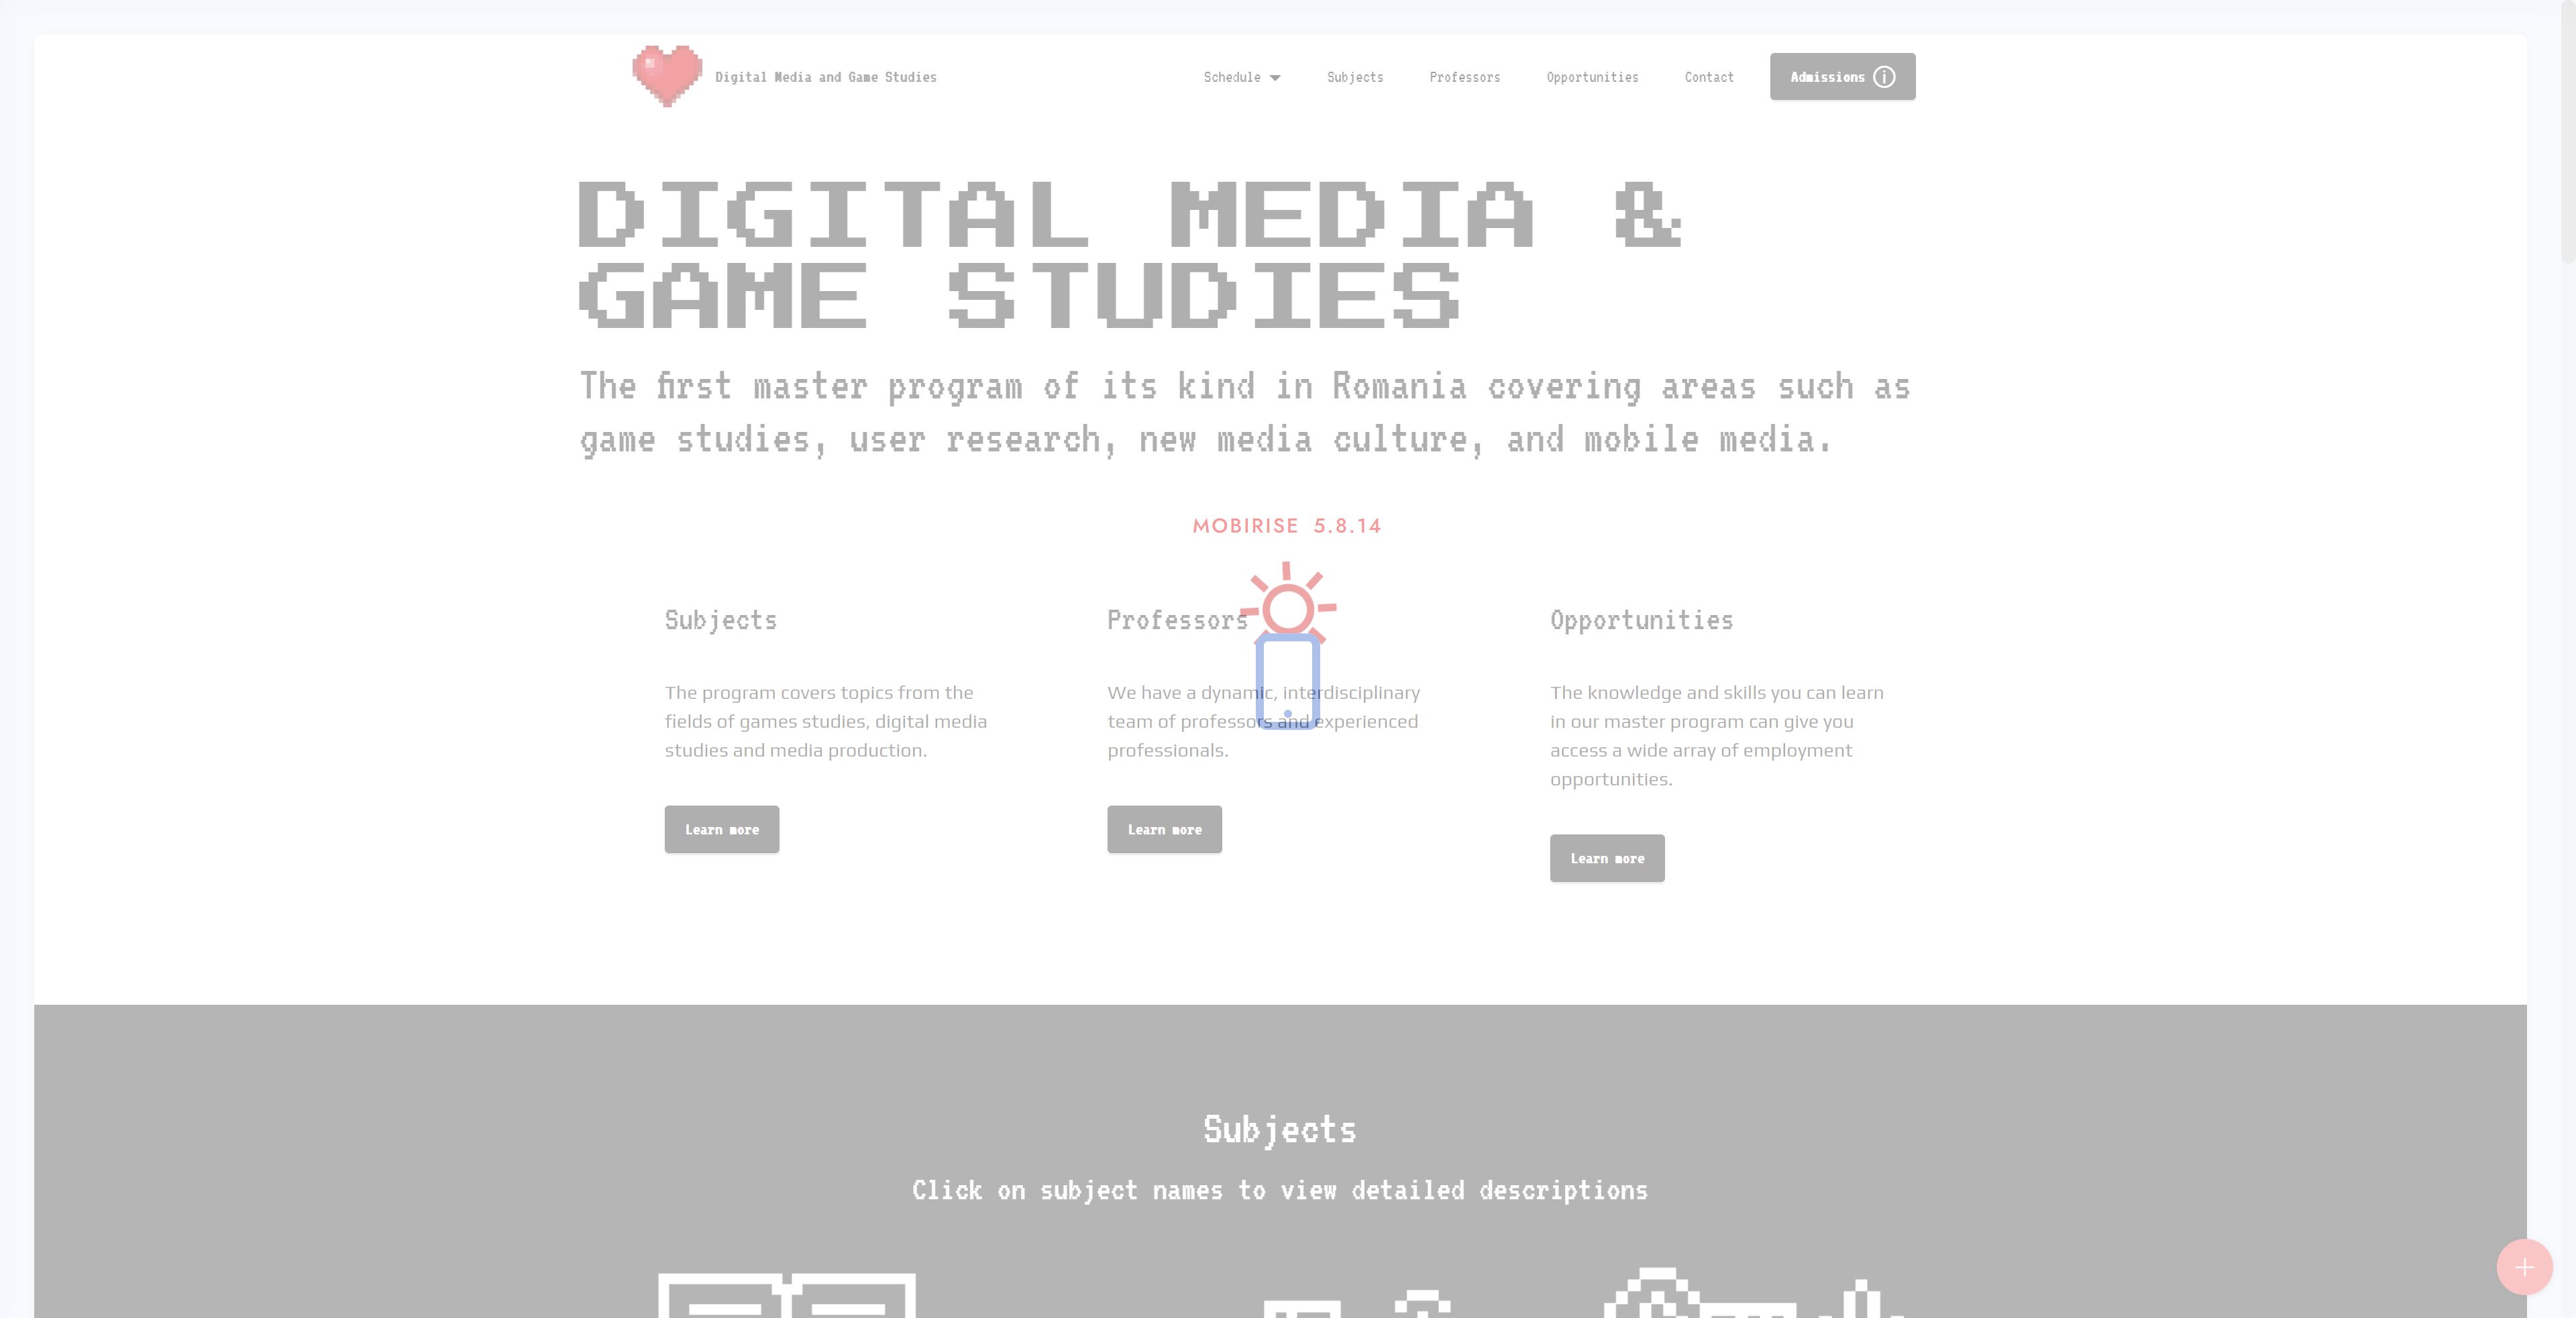 Digital Media and Game Studies
Schedule
Subjects
Professors
Opportunities
Contact
Admissions
DIGITAL MEDIA &
GAME STUDIES
The first master program of its kind in Romania covering areas such as
game studies, user research, new media culture, and mobile media.
MOBIRISE 5.8.14
Subjects
The program covers topics from the
fields of games studies, digital media
studies and media production.
Learn more
Professors
We have a dynamic, interdisciplinary
team of professors and experienced
professionals.
Learn more
Opportunities
The knowledge and skills you can learn
in our master program can give you
access a wide array of employment
opportunities.
Learn more
Subjects
Click on subject names to view detailed descriptions